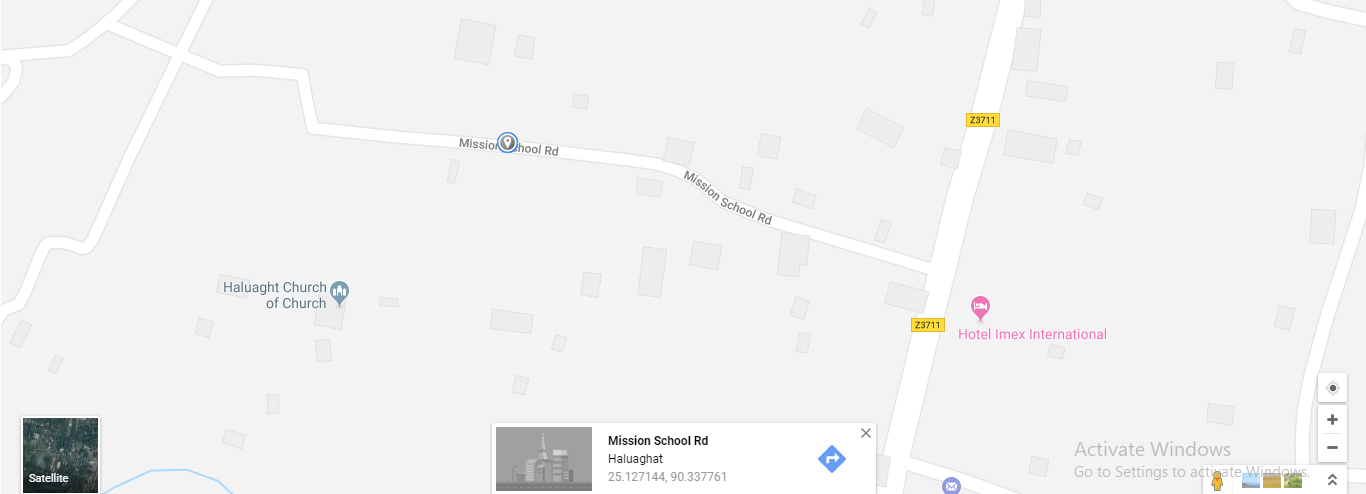 Z3711
Mission School Rd
Mission School Rd
Haluaght Church
of Church
Z3711
Hotel Imex International
Mission School Rd
Haluaghat
25.127144, 90.337761
Satellite
Activate Windows
Go to Settings to activate Windows.